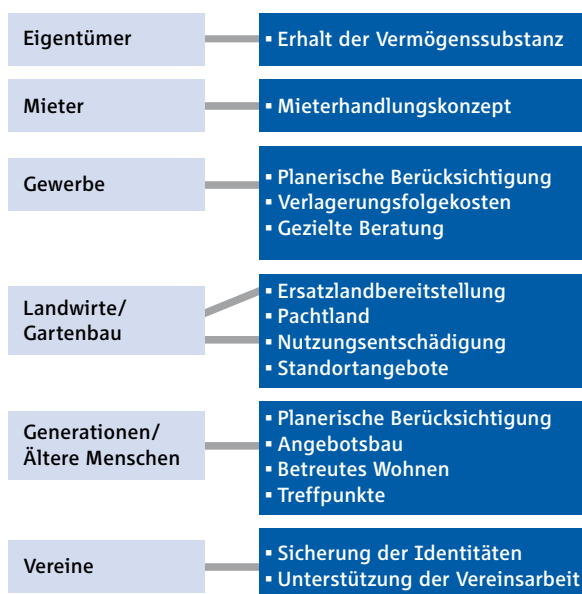 Eigentümer
▪ Erhalt der Vermögenssubstanz
Mieter
▪ Mieterhandlungskonzept
Gewerbe
▪ Planerische Berücksichtigung
▪ Verlagerungsfolgekosten
▪ Gezielte Beratung
Landwirte/
Gartenbau
▪ Ersatzlandbereitstellung
▪ Pachtland
▪ Nutzungsentschädigung
▪ Standortangebote
Generationen/
Ältere Menschen
▪ Planerische Berücksichtigung
▪ Angebotsbau
▪ Betreutes Wohnen
▪ Treffpunkte
Vereine
▪ Sicherung der Identitäten
▪ Unterstützung der Vereinsarbeit